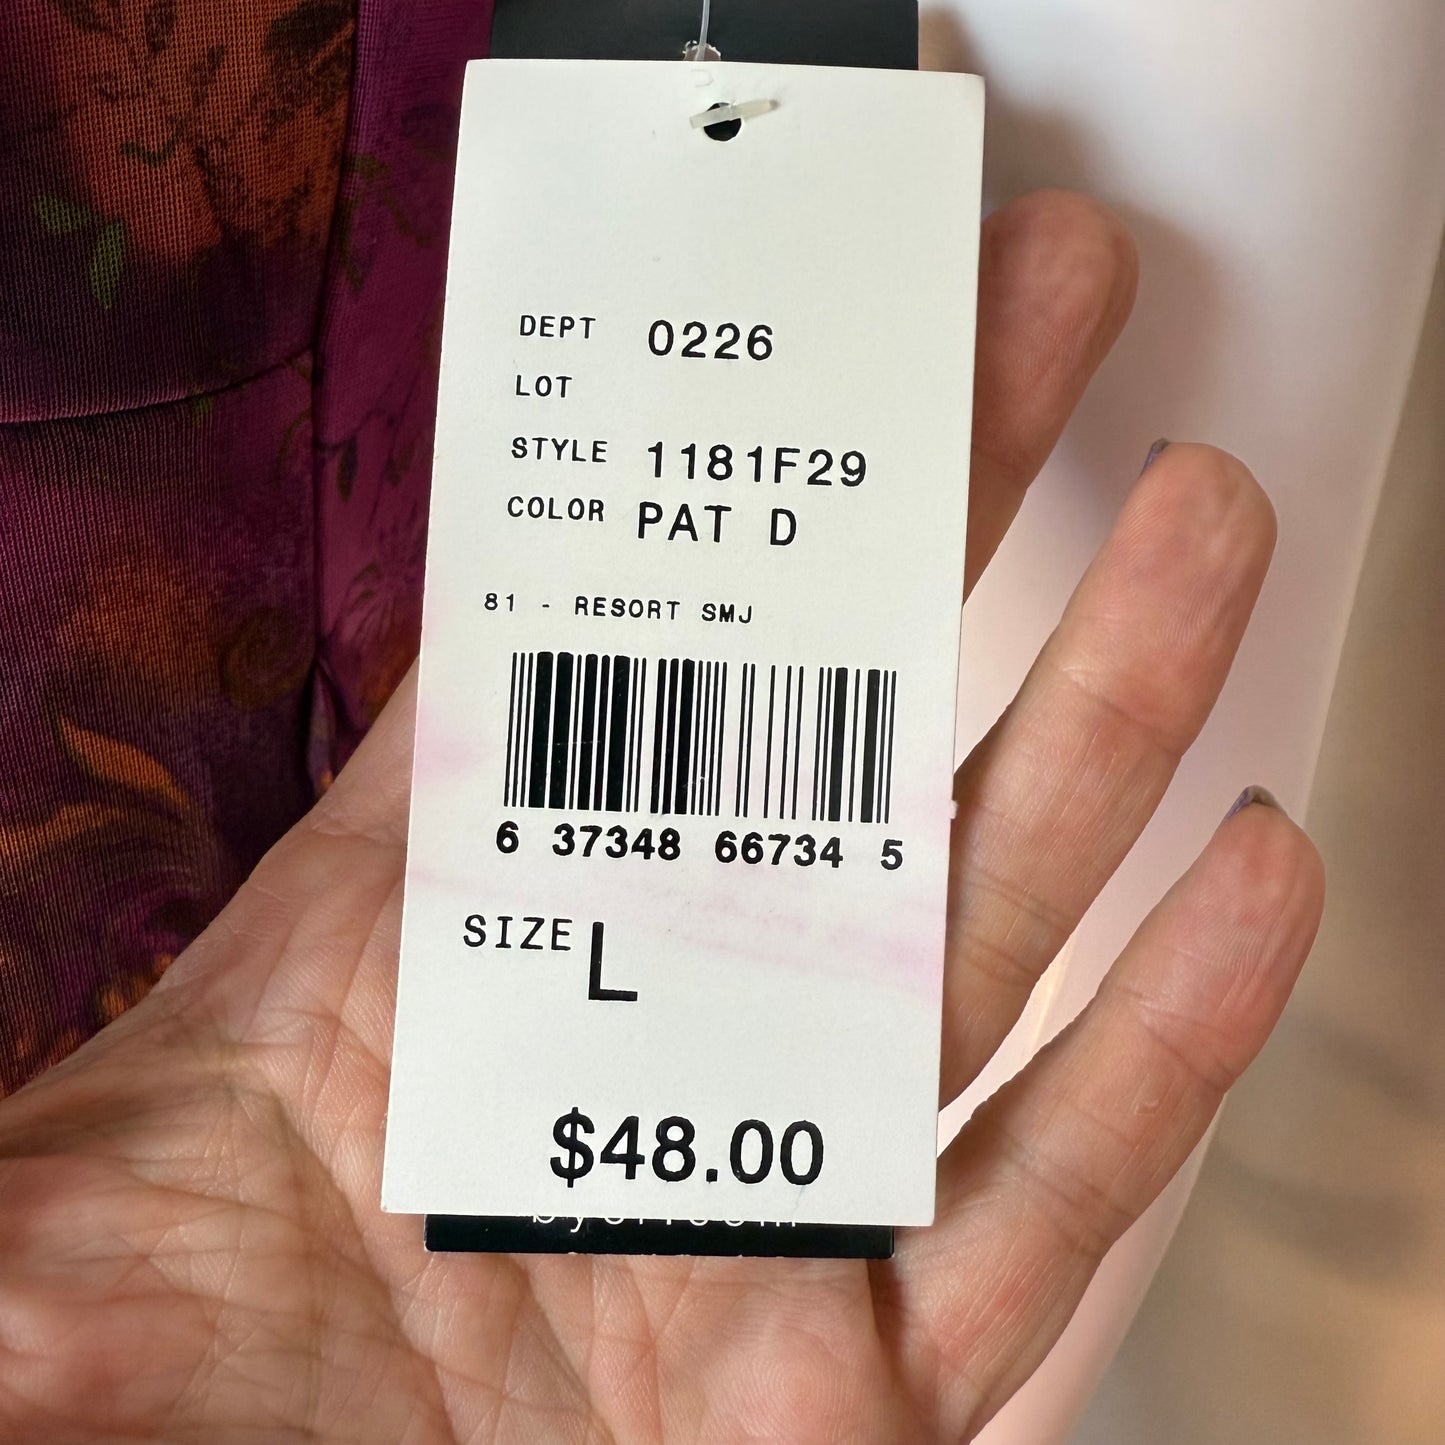 DEPT 0226
LOT
STYLE 1181F29
COLOR PAT D
81 - RESORT SMJ
6 37348 66734 5
SIZE L
$48.00